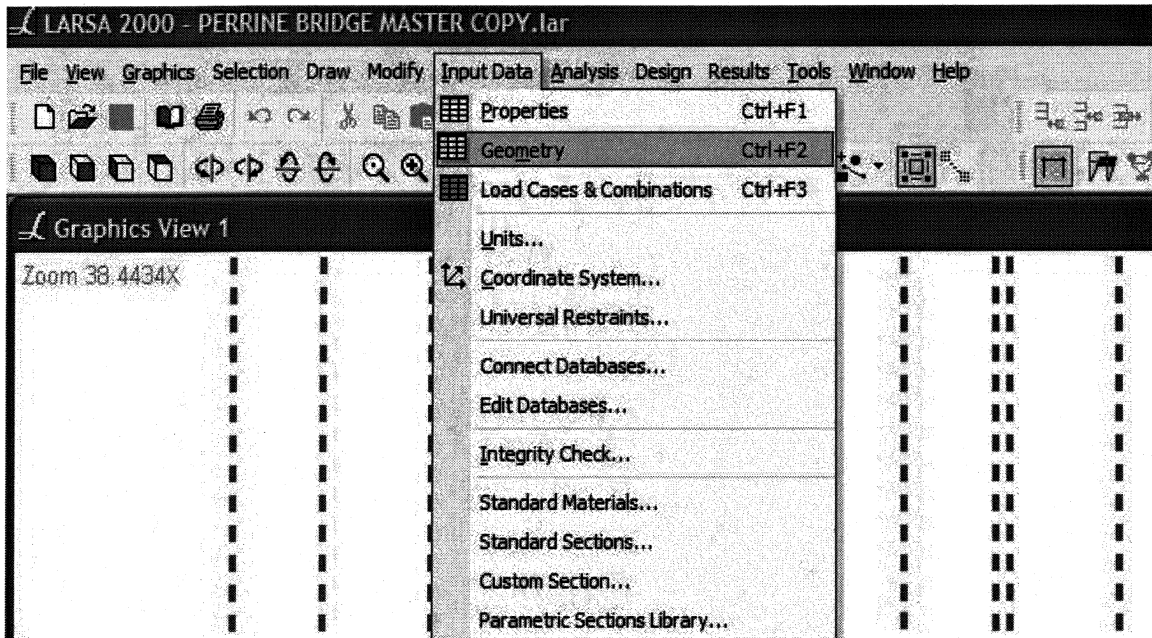 LARSA 2000 - PERRINE BRIDGE MASTER COPY.lar
File View Graphics Selection Draw Modify Input Data Analysis Design Results Tools Window Help
Properties Ctrl+F1
Geometry Ctrl+F2
Load Cases & Combinations Ctrl+F3
Graphics View 1
Units...
Zoom 38.4434X
Coordinate System...
Universal Restraints...
Connect Databases...
Edit Databases...
Integrity Check...
Standard Materials...
Standard Sections...
Custom Section...
Parametric Sections Library...